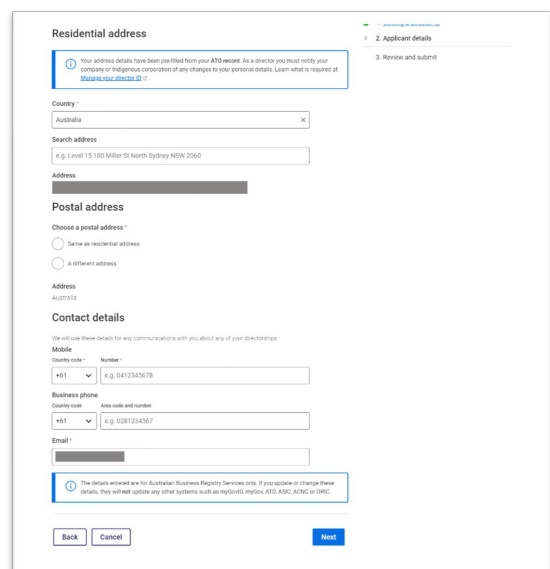 Residential address
2. Applicant details
3. Review and submit
Your address details have been pre-filled from your ATO record. As a director you must notify your
company or Indigenous corporation of any changes to your personal details. Learn what is required at
Manage your director ID
Country *
Australia
Search address
e.g. Level 15 100 Miller St North Sydney NSW 2060
Address
Postal address
Choose a postal address *
Same as residential address
A different address
Address
Australia
Contact details
We will use these details for any communications with you about any of your directorships
Mobile
Country code * Number *
+61 e.g. 0412345678
Business phone
Country code Area code and number
+61 e.g. 0281234567
Email *
The details entered are for Australian Business Registry Services only. If you update or change these
details, they will not update any other systems such as myGovID, myGov, ATO, ASIC, ACNC or ORIC.
Back Cancel Next